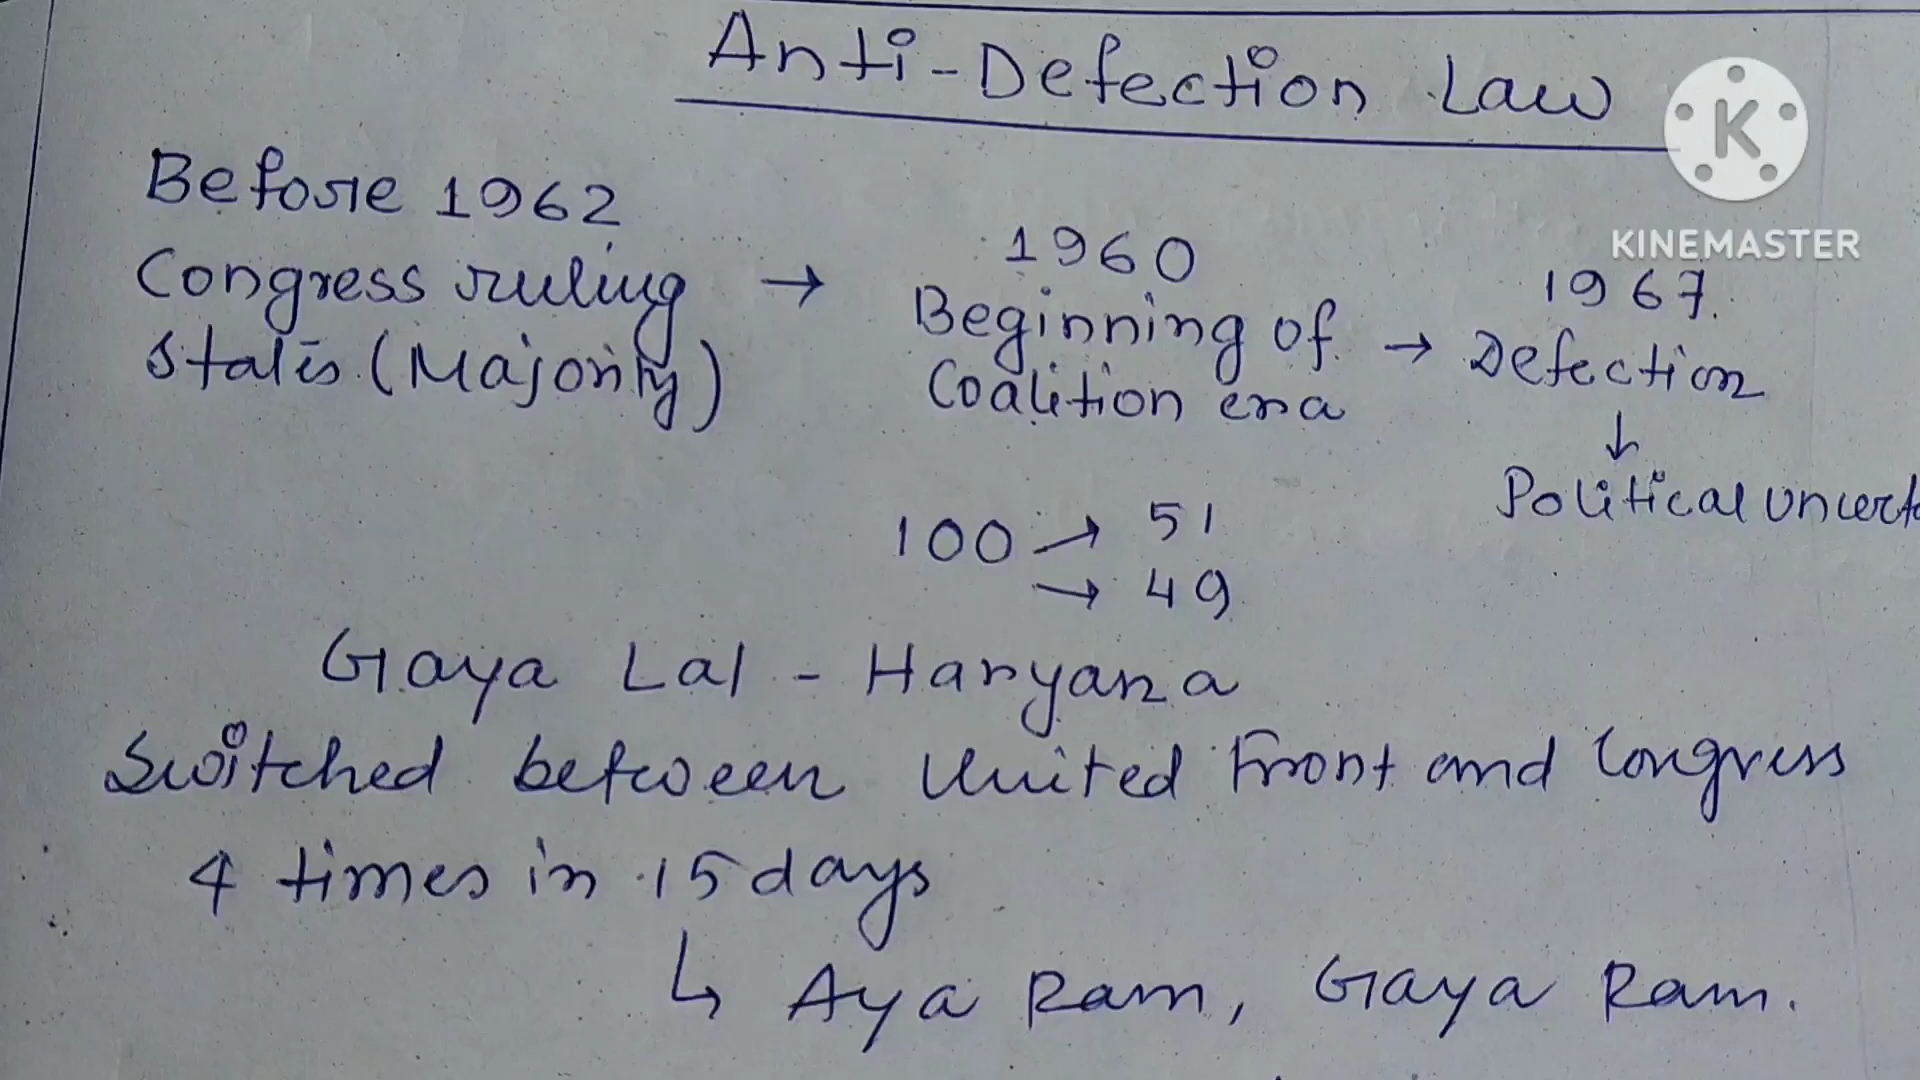 Anti-Defection Law
K
KINEMASTER
Before 1962
Congress ruling
states (Majority)
→ 1960
Beginning of
Coalition era
→ 1967.
Defection
↓
Political
100 → 51
→ 49
Gaya Lal - Haryana
Switched between United Front and Congress
4 times in 15 days
↳ Aya Ram, Gaya Ram.